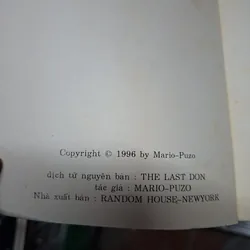 Copyright © 1996 by Mario-Puzo
dịch từ nguyên bản : THE LAST DON
tác giả : MARIO-PUZO
Nhà xuất bản : RANDOM HOUSE-NEWYORK